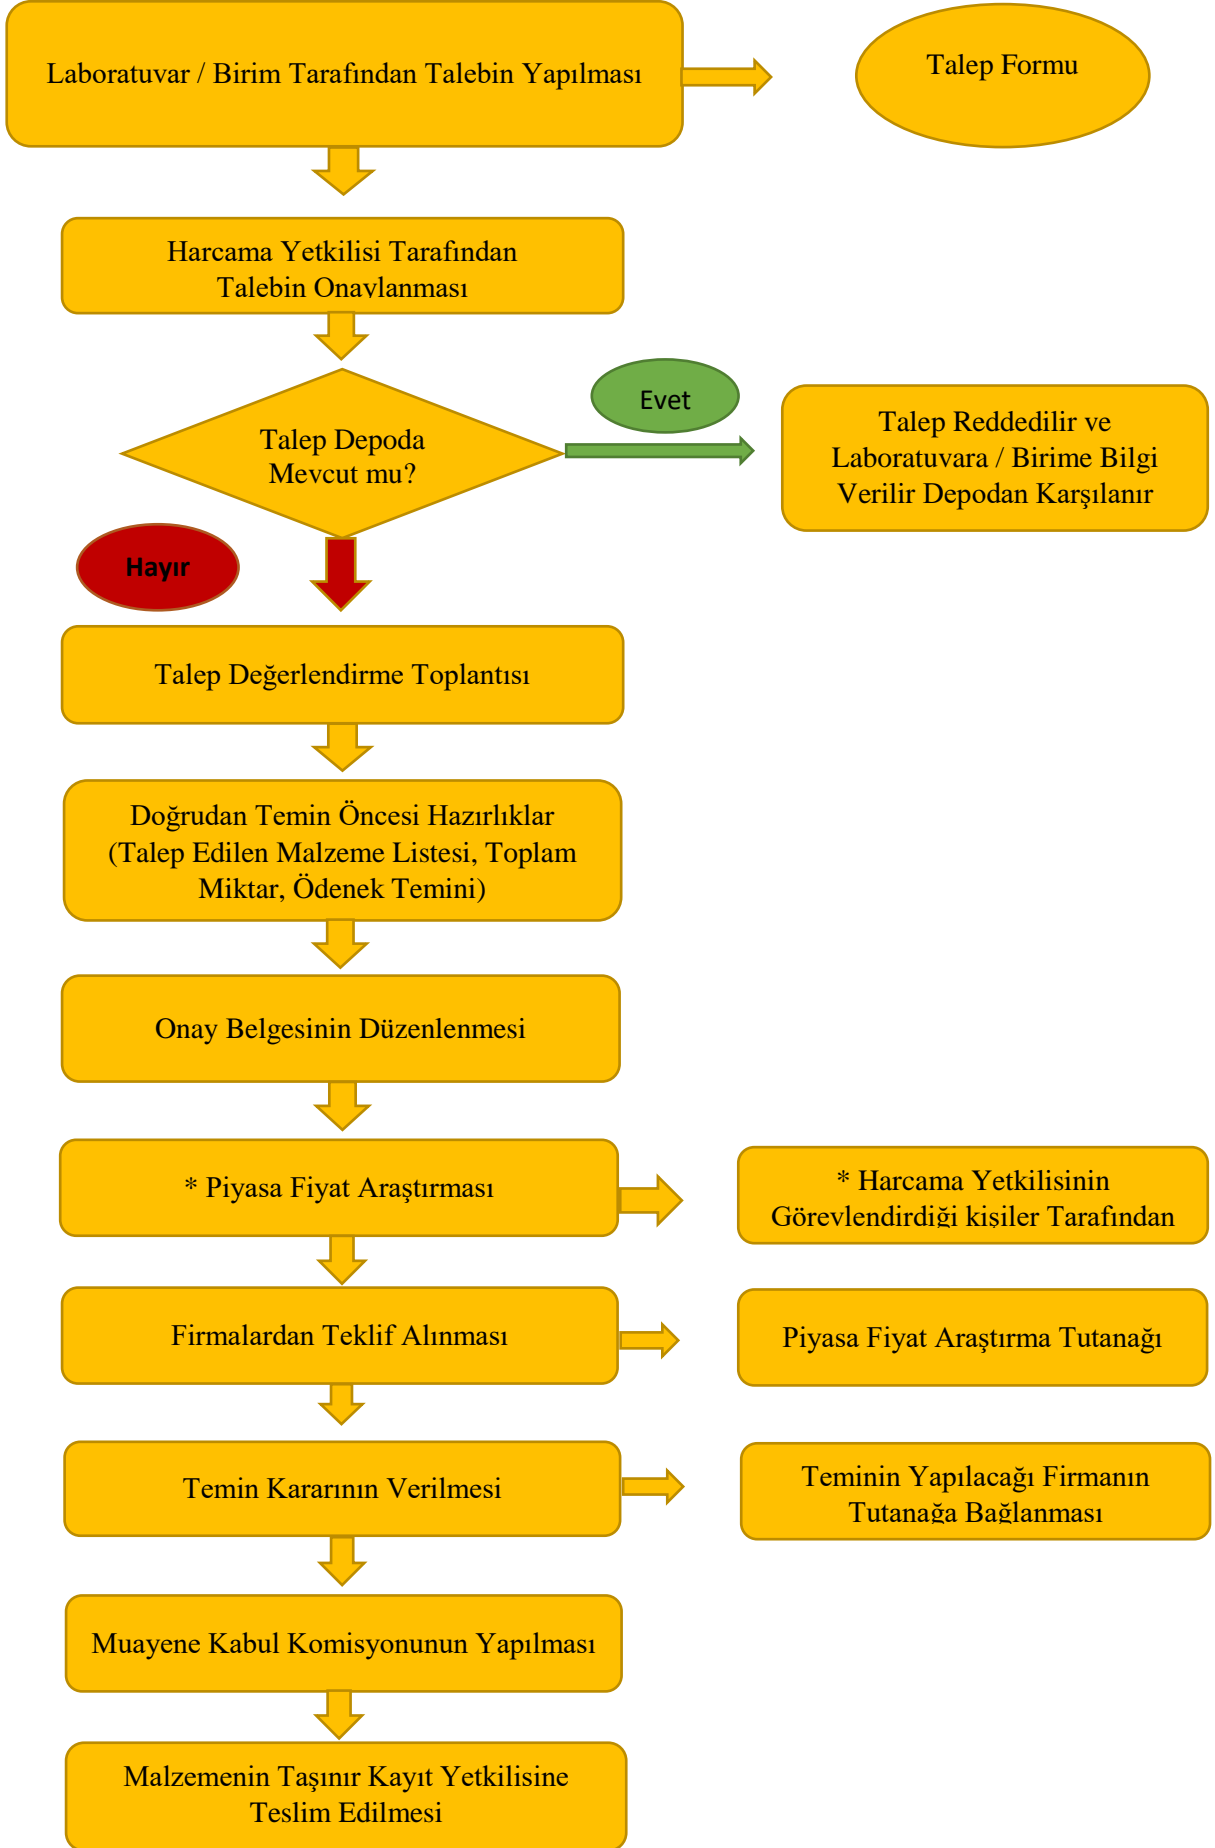 Laboratuvar / Birim Tarafından Talebin Yapılması
Talep Formu
Harcama Yetkilisi Tarafından
Talebin Onaylanması
Talep Depoda
Mevcut mu?
Evet
Talep Reddedilir ve
Laboratuvara / Birime Bilgi
Verilir Depodan Karşılanır
Hayır
Talep Değerlendirme Toplantısı
Doğrudan Temin Öncesi Hazırlıklar
(Talep Edilen Malzeme Listesi, Toplam
Miktar, Ödenek Temini)
Onay Belgesinin Düzenlenmesi
* Piyasa Fiyat Araştırması
* Harcama Yetkilisinin
Görevlendirdiği kişiler Tarafından
Firmalardan Teklif Alınması
Piyasa Fiyat Araştırma Tutanağı
Temin Kararının Verilmesi
Teminin Yapılacağı Firmanın
Tutanağa Bağlanması
Muayene Kabul Komisyonunun Yapılması
Malzemenin Taşınır Kayıt Yetkilisine
Teslim Edilmesi